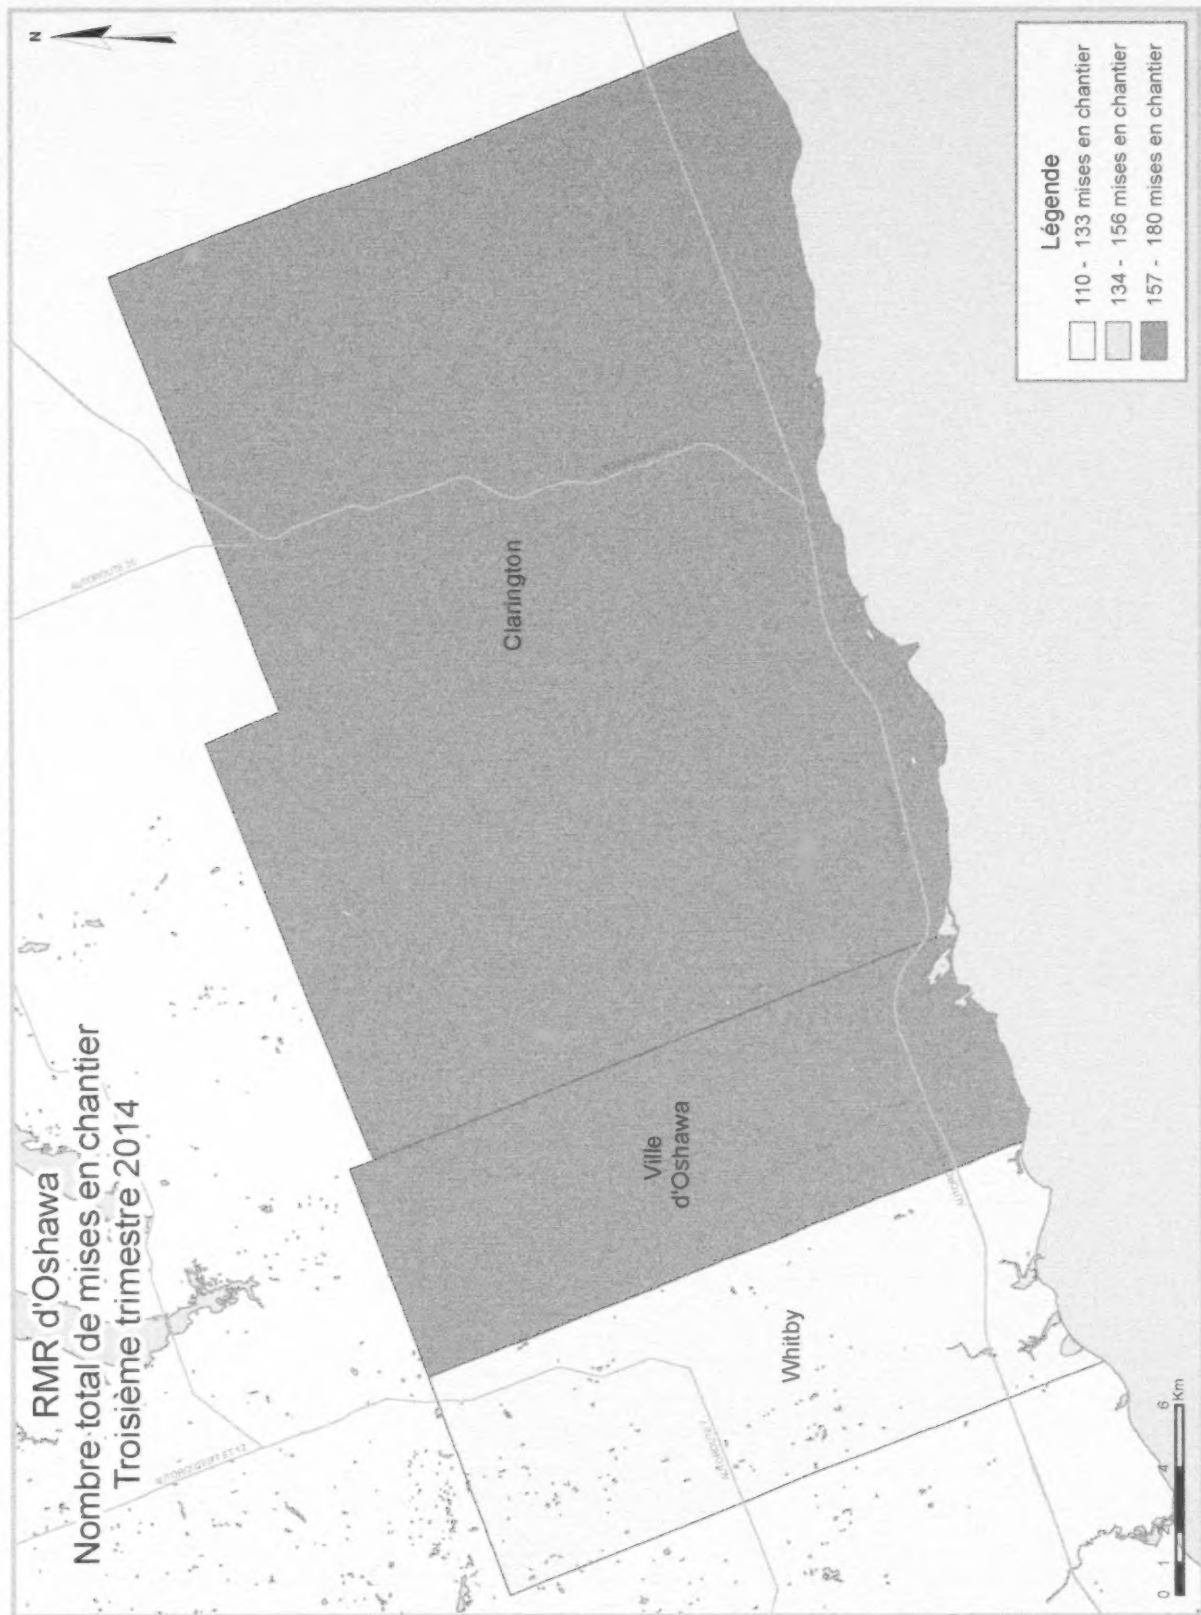 RMR d'Oshawa
Nombre total de mises en chantier
Troisième trimestre 2014
N
Clarington
Ville
d'Oshawa
Whitby
Légende
110 - 133 mises en chantier
134 - 156 mises en chantier
157 - 180 mises en chantier
0 1 2 4 6
Km